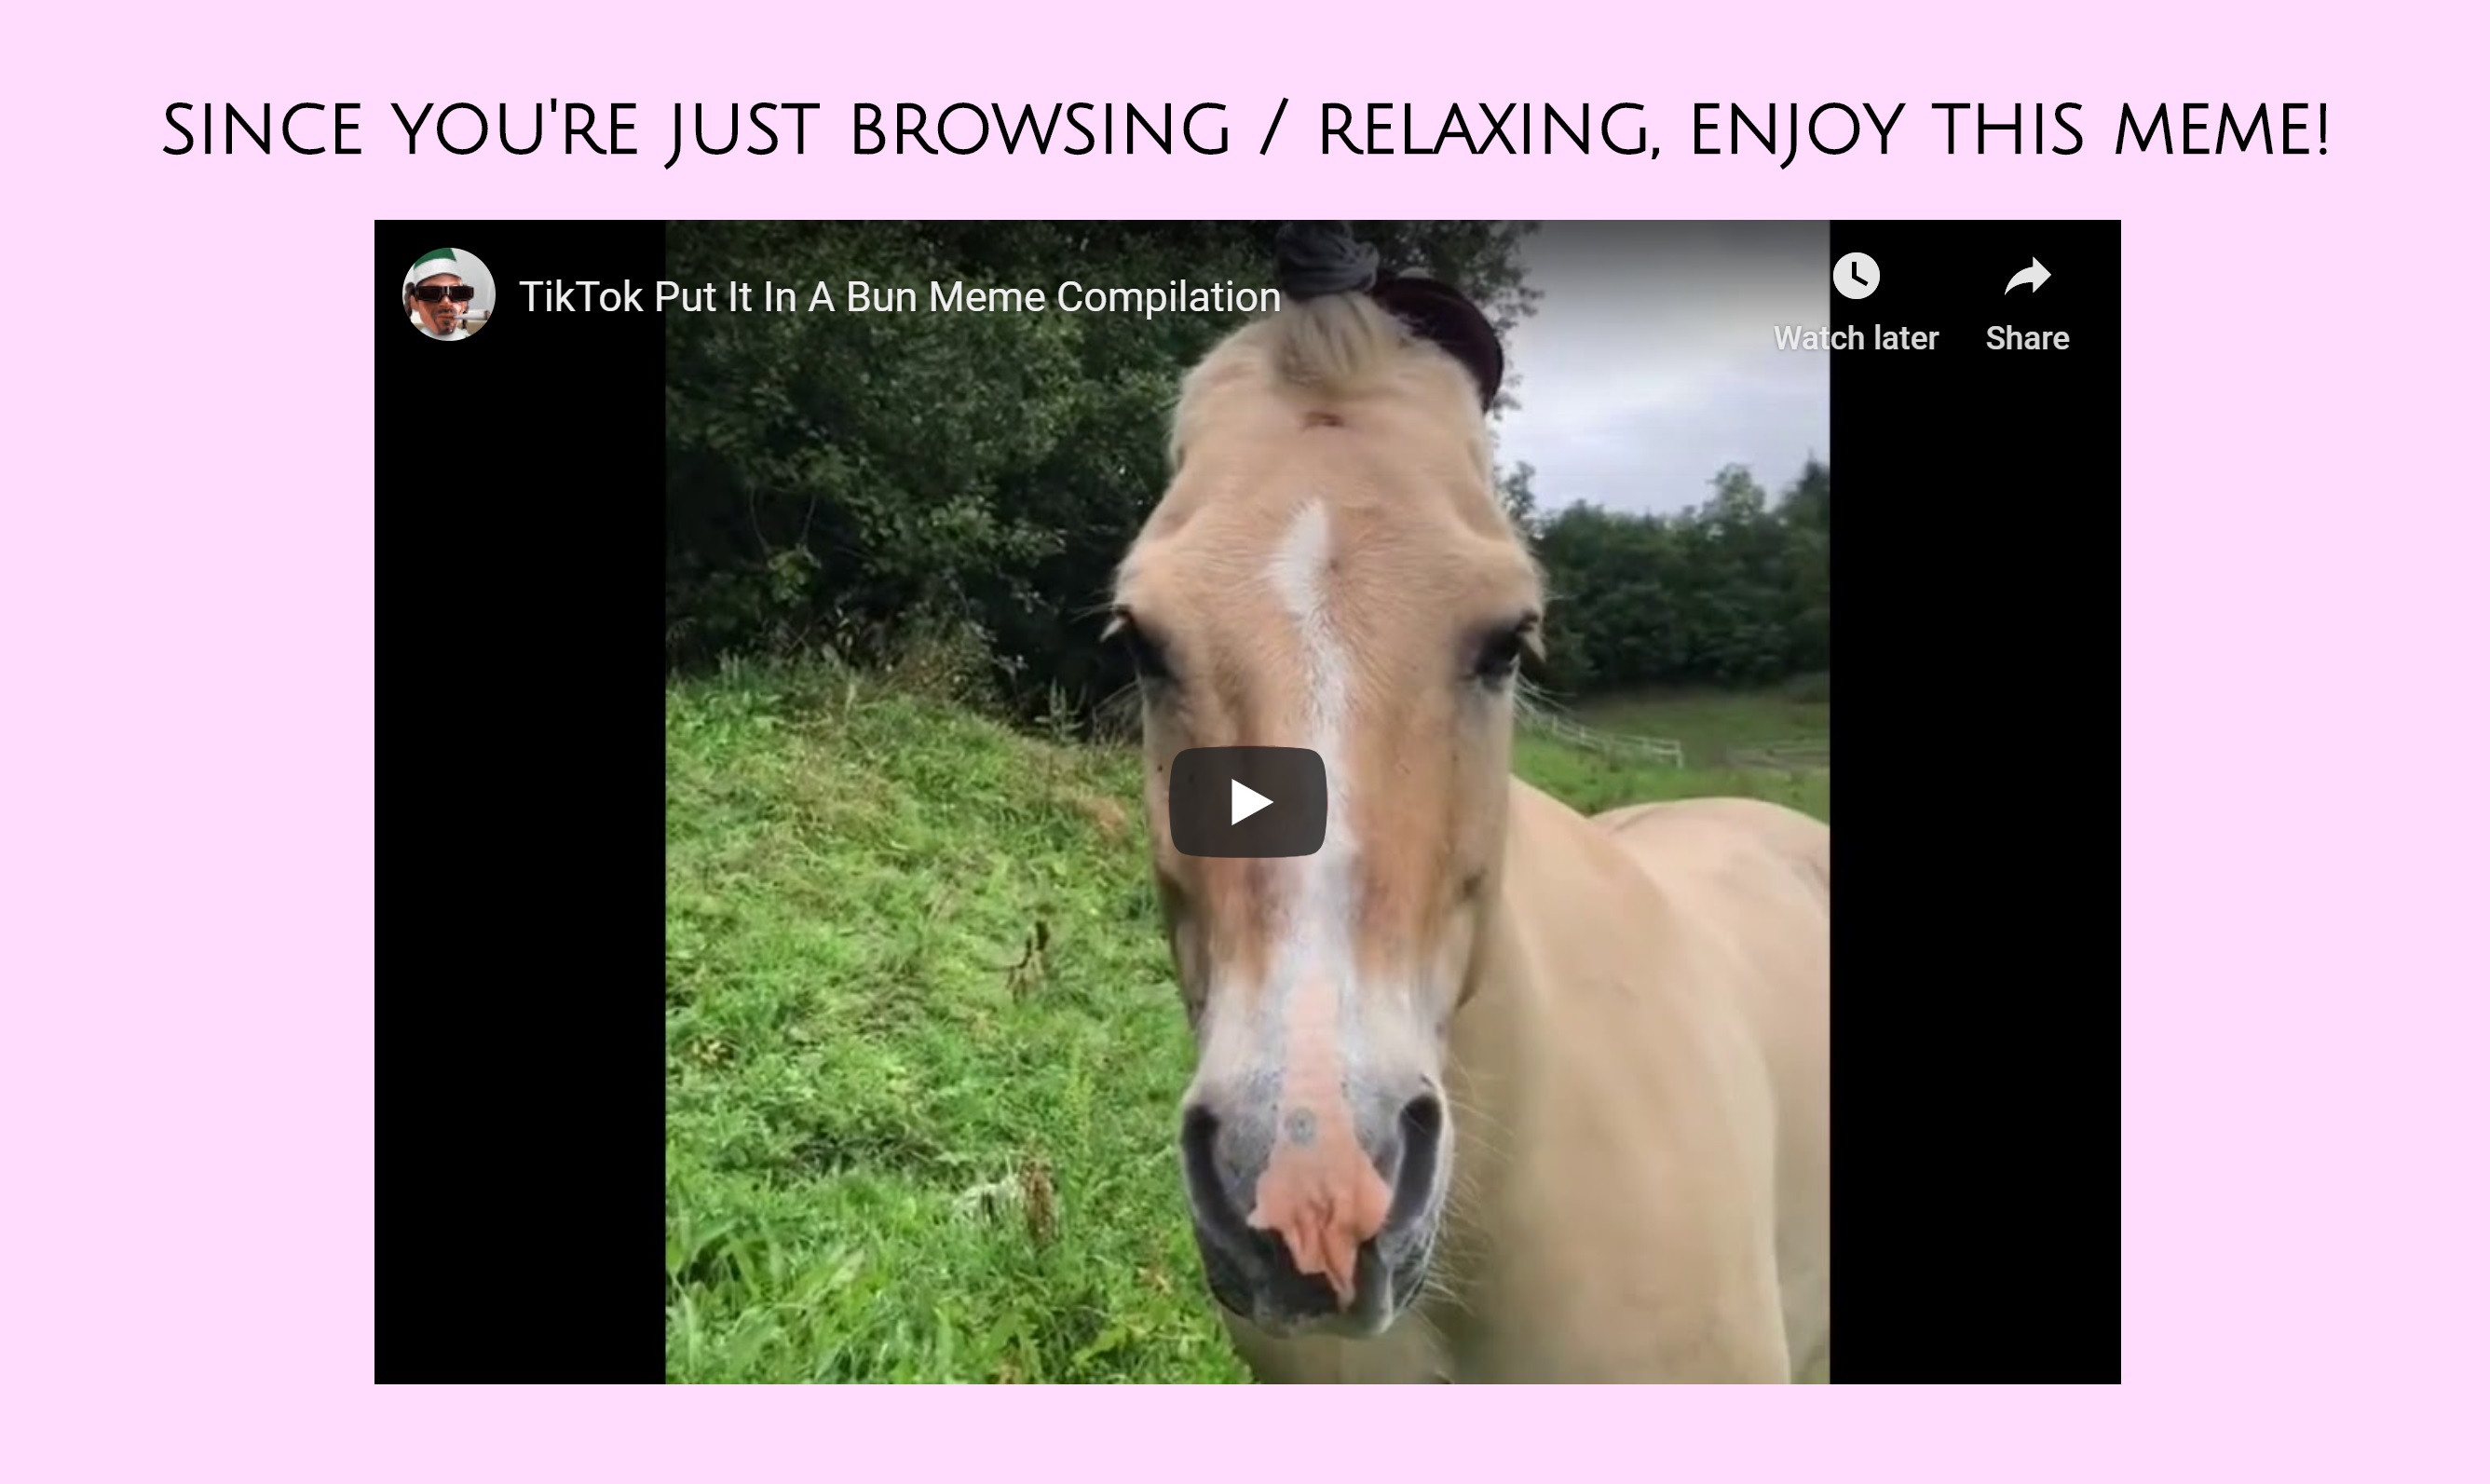 SINCE YOU'RE JUST BROWSING / RELAXING, ENJOY THIS MEME!
TikTok Put It In A Bun Meme Compilation
Watch later
Share